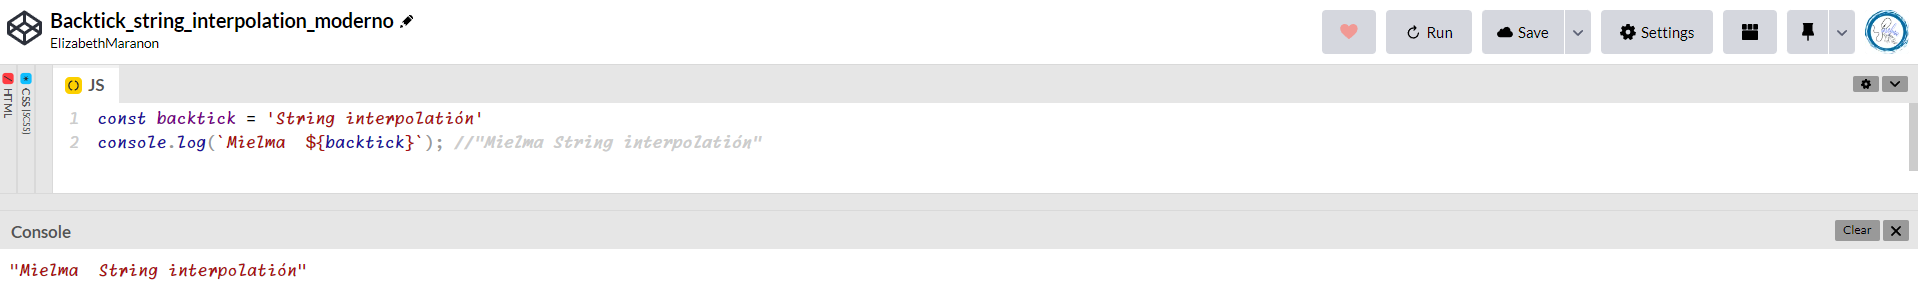 Backtick_string_interpolation_moderno
ElizabethMaranon
Run
Save
Settings
HTML
CSS (SCSS)
JS
1 const backtick = 'String interpolatión'
2 console.log(`Mielma  ${backtick}`); //"Mielma String interpolatión"
Console
Clear
"Mielma  String interpolatión"